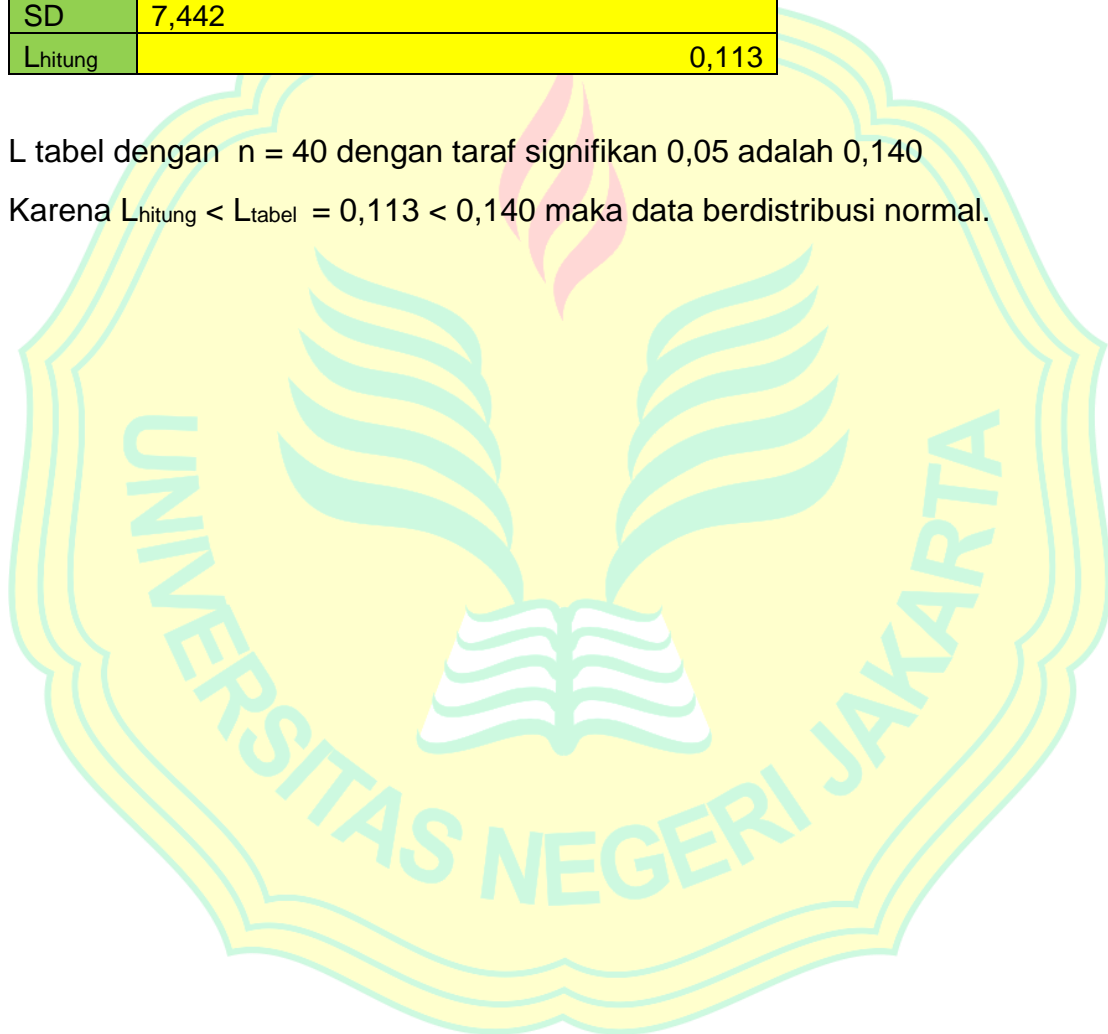 SD 7,442
Lhitung 0,113
L tabel dengan n = 40 dengan taraf signifikan 0,05 adalah 0,140
Karena Lhitung < Ltabel = 0,113 < 0,140 maka data berdistribusi normal.
UNIVERSITAS NEGERI JAKARTA